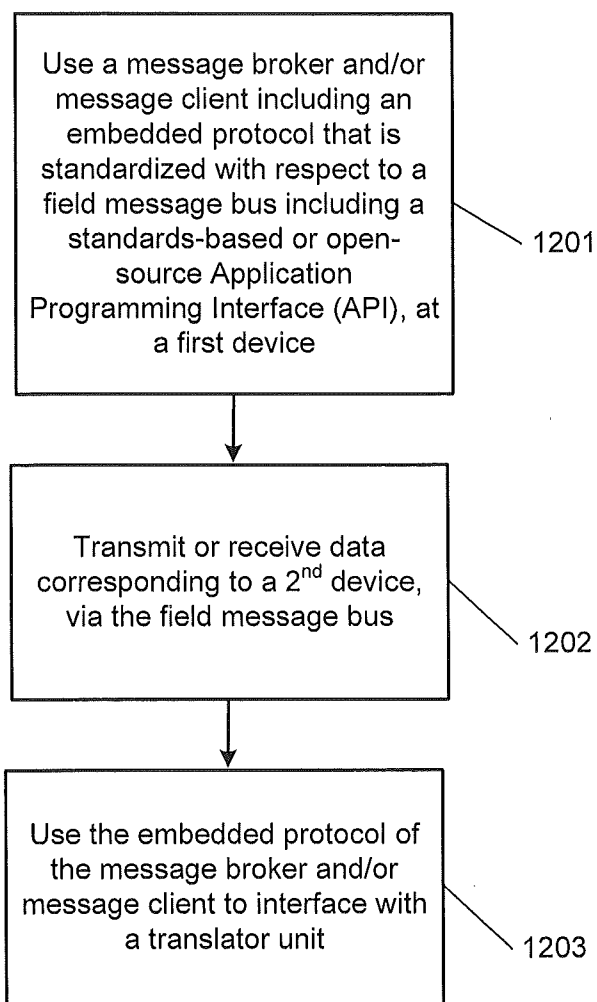 Use a message broker and/or
message client including an
embedded protocol that is
standardized with respect to a
field message bus including a
standards-based or open-
source Application
Programming Interface (API), at
a first device
1201
Transmit or receive data
corresponding to a 2nd device,
via the field message bus
1202
Use the embedded protocol of
the message broker and/or
message client to interface with
a translator unit
1203